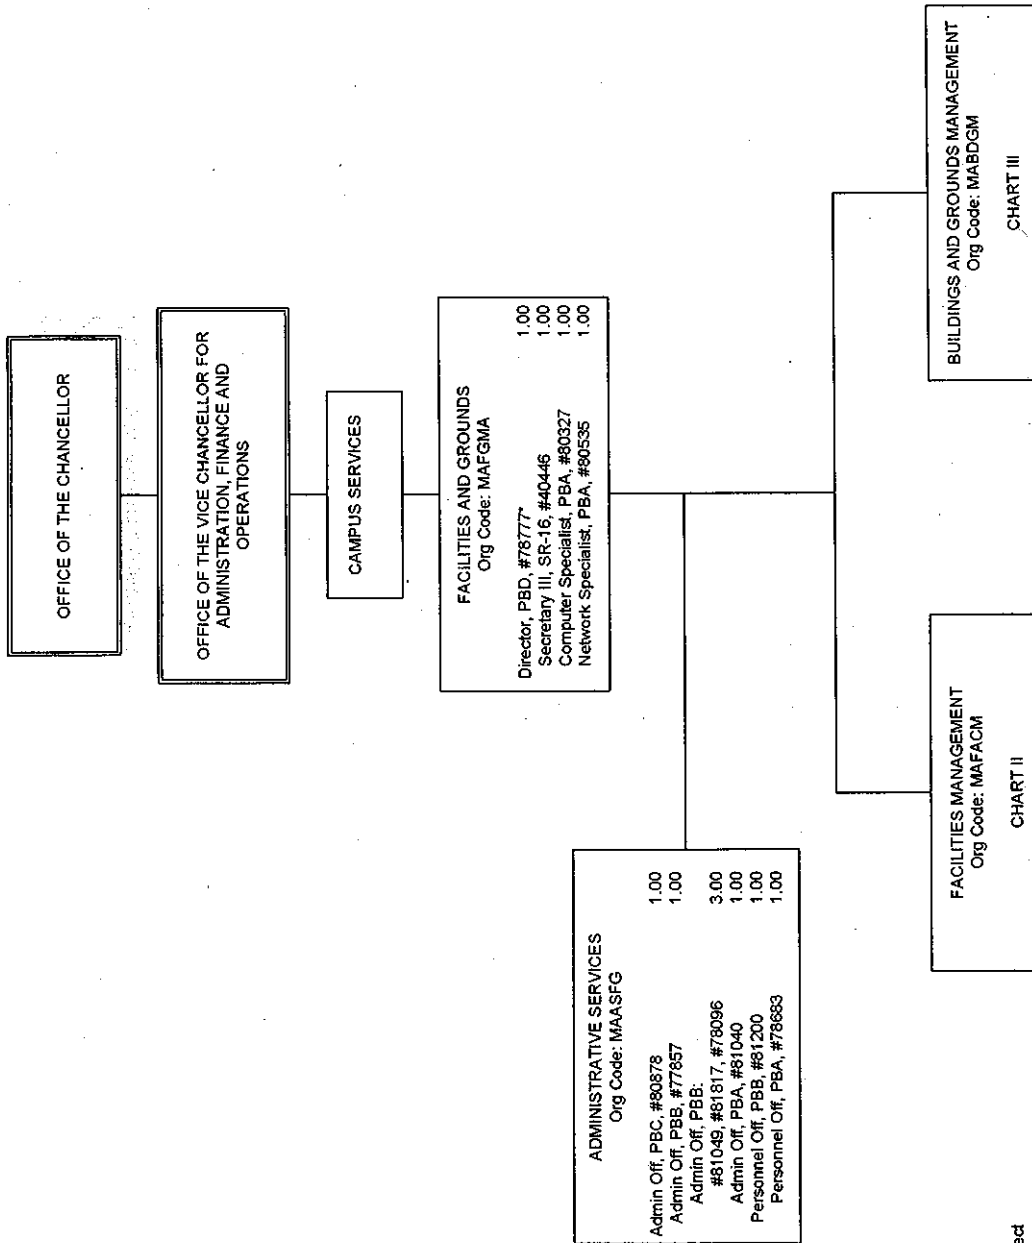 OFFICE OF THE CHANCELLOR
OFFICE OF THE VICE CHANCELLOR FOR
ADMINISTRATION, FINANCE AND
OPERATIONS
CAMPUS SERVICES
FACILITIES AND GROUNDS
Org Code: MAFGMA
Director, PBD, #78777* 1.00
Secretary III, SR-16, #40446 1.00
Computer Specialist, PBA, #80327 1.00
Network Specialist, PBA, #80535 1.00
ADMINISTRATIVE SERVICES
Org Code: MAASFG
Admin Off, PBC, #80878 1.00
Admin Off, PBB, #77857 1.00
Admin Off, PBB:
#81049, #81817, #78096 3.00
Admin Off, PBA, #81040 1.00
Personnel Off, PBB, #81200 1.00
Personnel Off, PBA, #78683 1.00
FACILITIES MANAGEMENT
Org Code: MAFACM
CHART II
BUILDINGS AND GROUNDS MANAGEMENT
Org Code: MABDGM
CHART III
ect